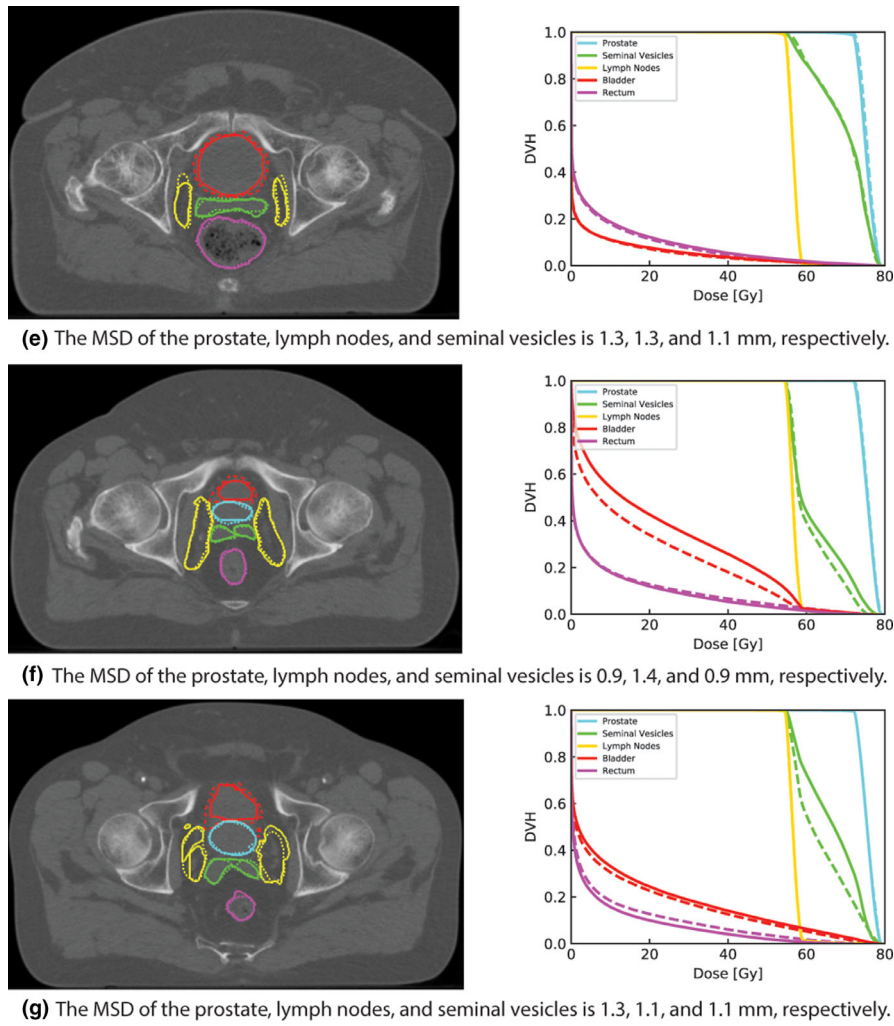 1.0
Prostate
Seminal Vesicles
Lymph Nodes
Bladder
Rectum
0.8
0.6
DVH
0.4
0.2
0.0
0 20 40 60 80
Dose [Gy]
(e) The MSD of the prostate, lymph nodes, and seminal vesicles is 1.3, 1.3, and 1.1 mm, respectively.
1.0
Prostate
Seminal Vesicles
Lymph Nodes
Bladder
Rectum
0.8
0.6
DVH
0.4
0.2
0.0
0 20 40 60 80
Dose [Gy]
(f) The MSD of the prostate, lymph nodes, and seminal vesicles is 0.9, 1.4, and 0.9 mm, respectively.
1.0
Prostate
Seminal Vesicles
Lymph Nodes
Bladder
Rectum
0.8
0.6
DVH
0.4
0.2
0.0
0 20 40 60 80
Dose [Gy]
(g) The MSD of the prostate, lymph nodes, and seminal vesicles is 1.3, 1.1, and 1.1 mm, respectively.